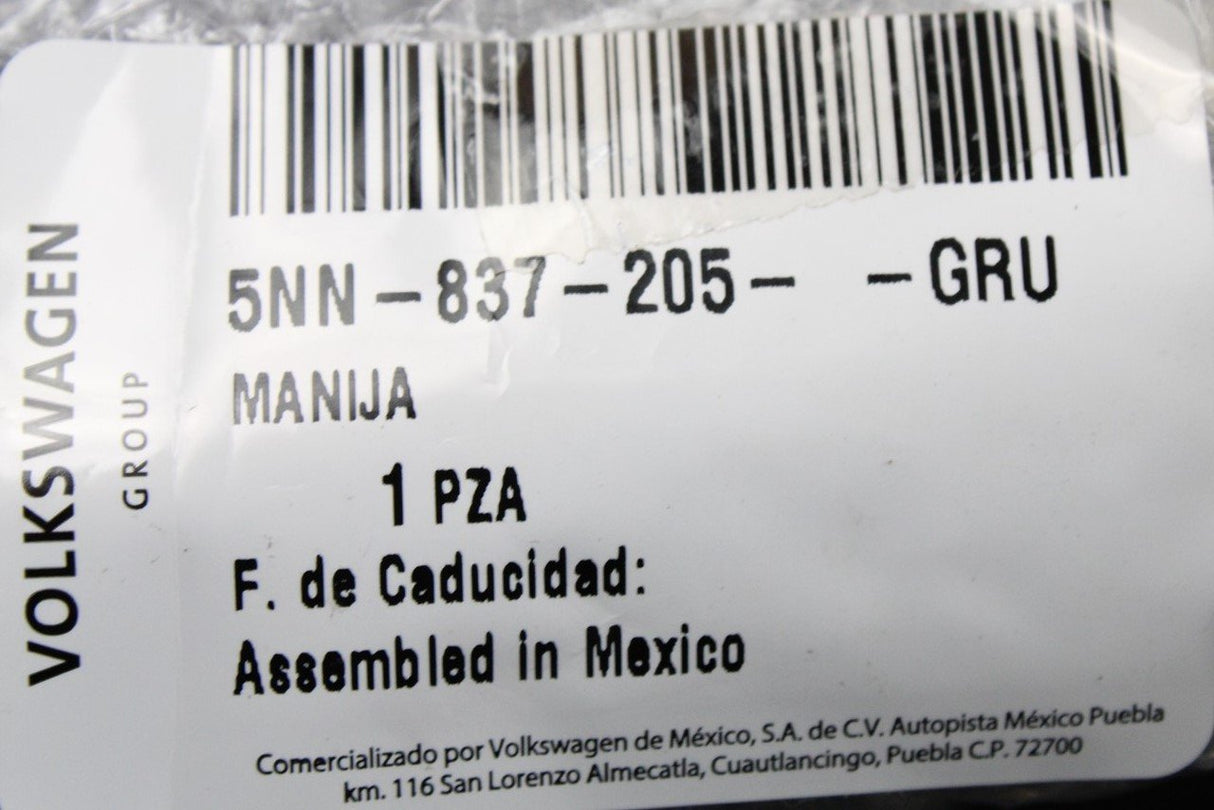 VOLKSWAGEN
GROUP
5NN-837-205- -GRU
MANIJA
1 PZA
F. de Caducidad:
Assembled in Mexico
Comercializado por Volkswagen de México, S.A. de C.V. Autopista México Puebla
km. 116 San Lorenzo Almecatla, Cuautlancingo, Puebla C.P. 72700